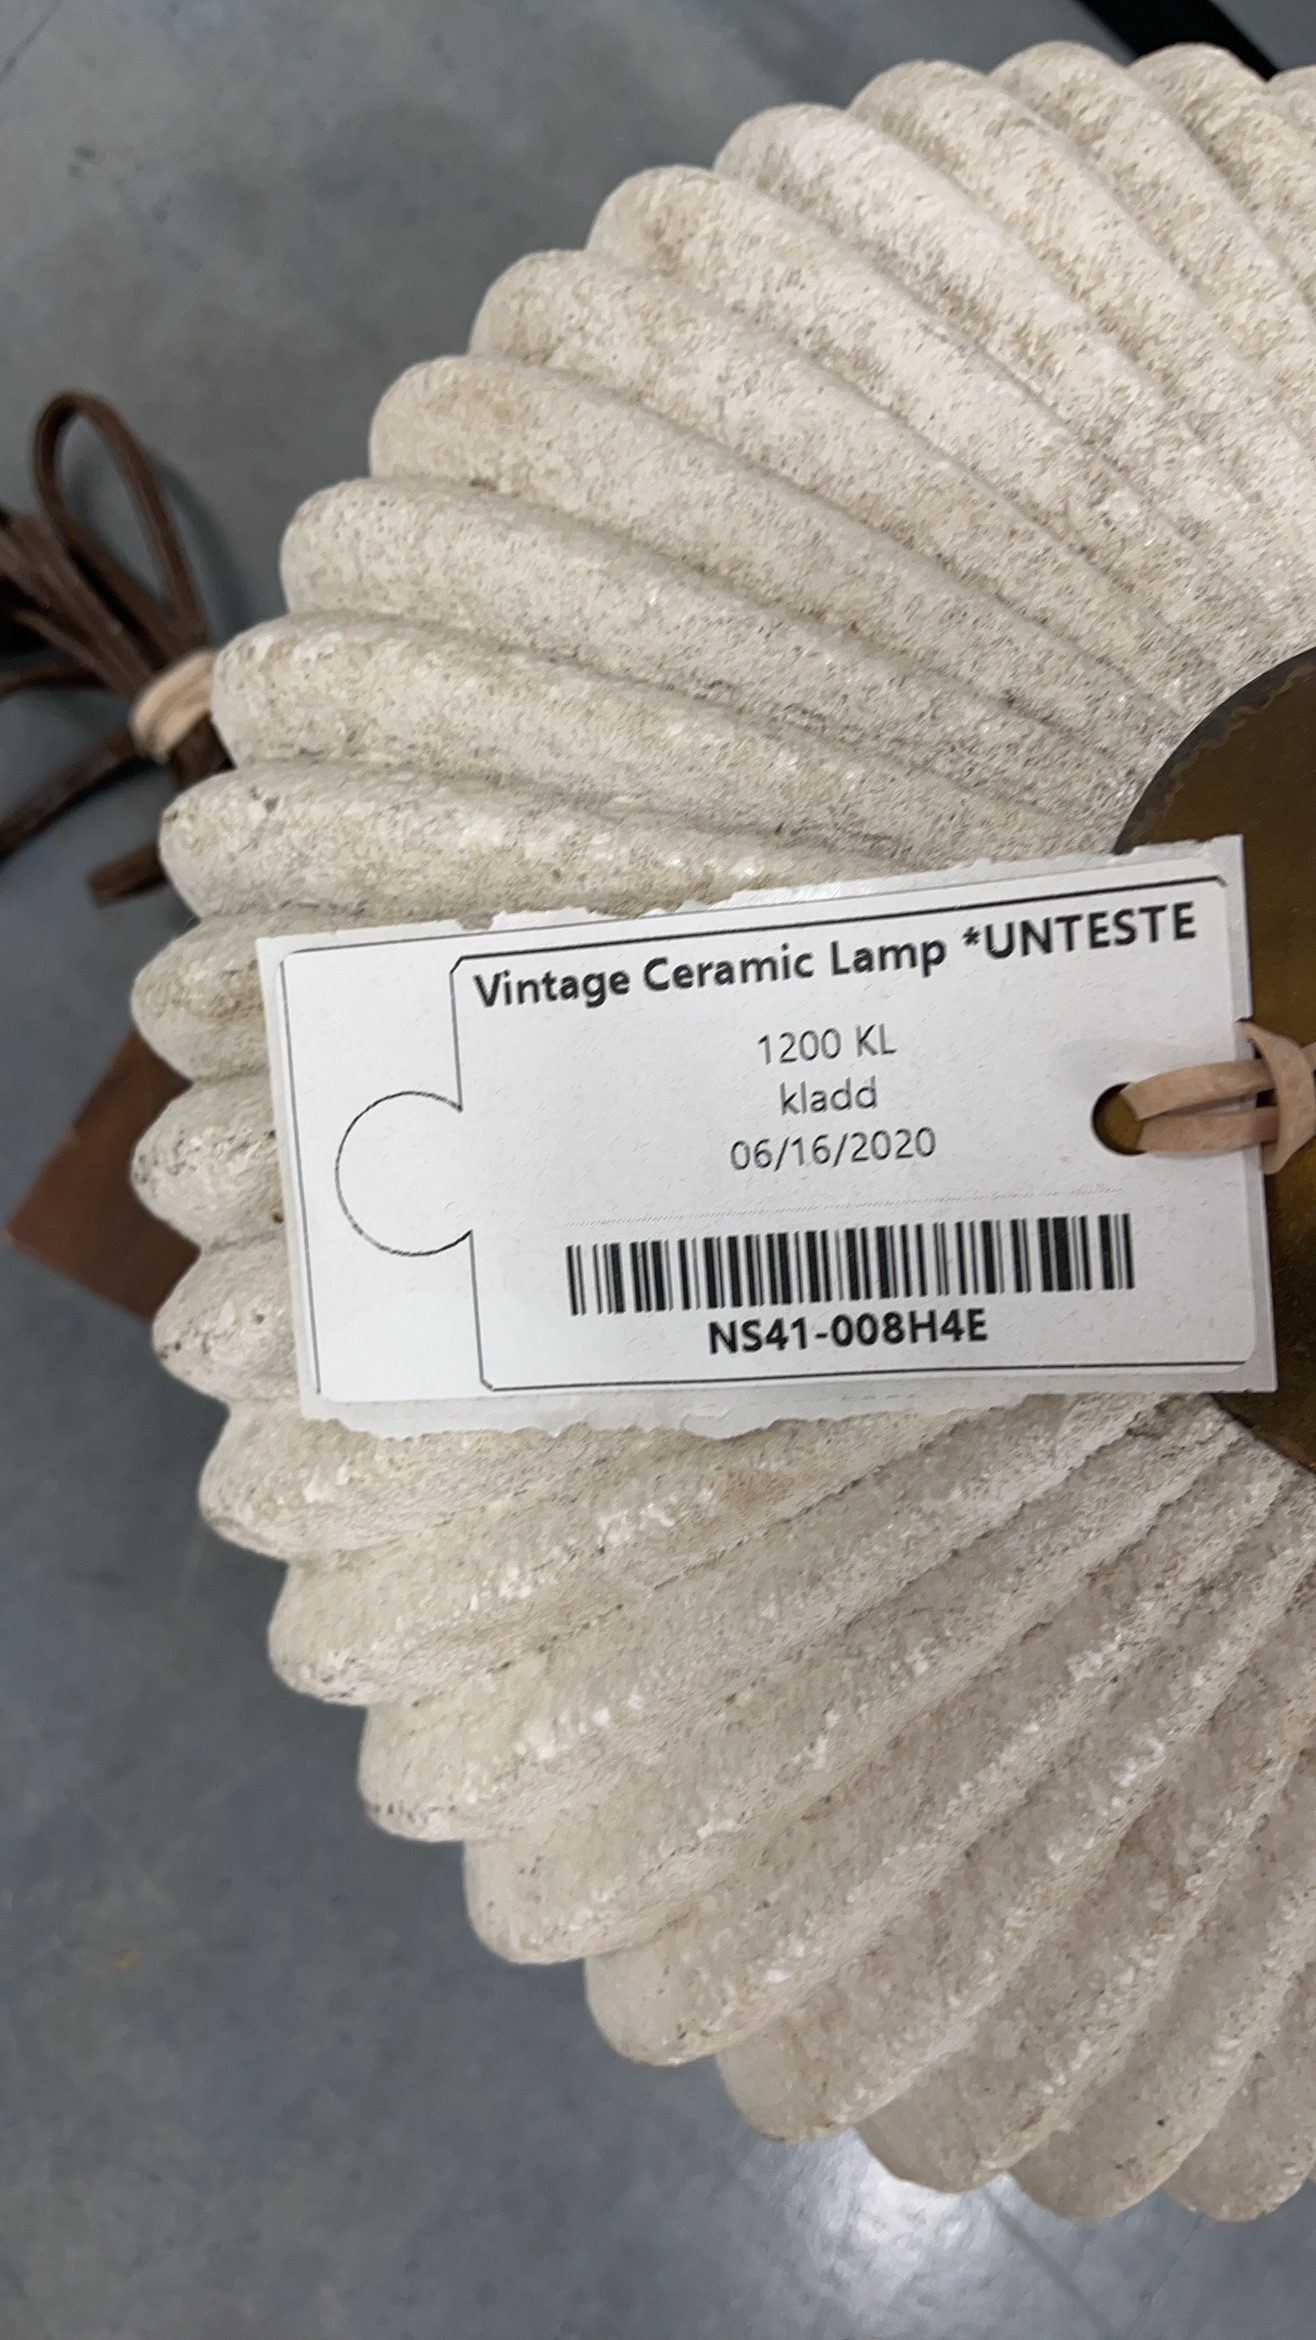 Vintage Ceramic Lamp *UNTESTE
1200 KL
kladd
06/16/2020
NS41-008H4E